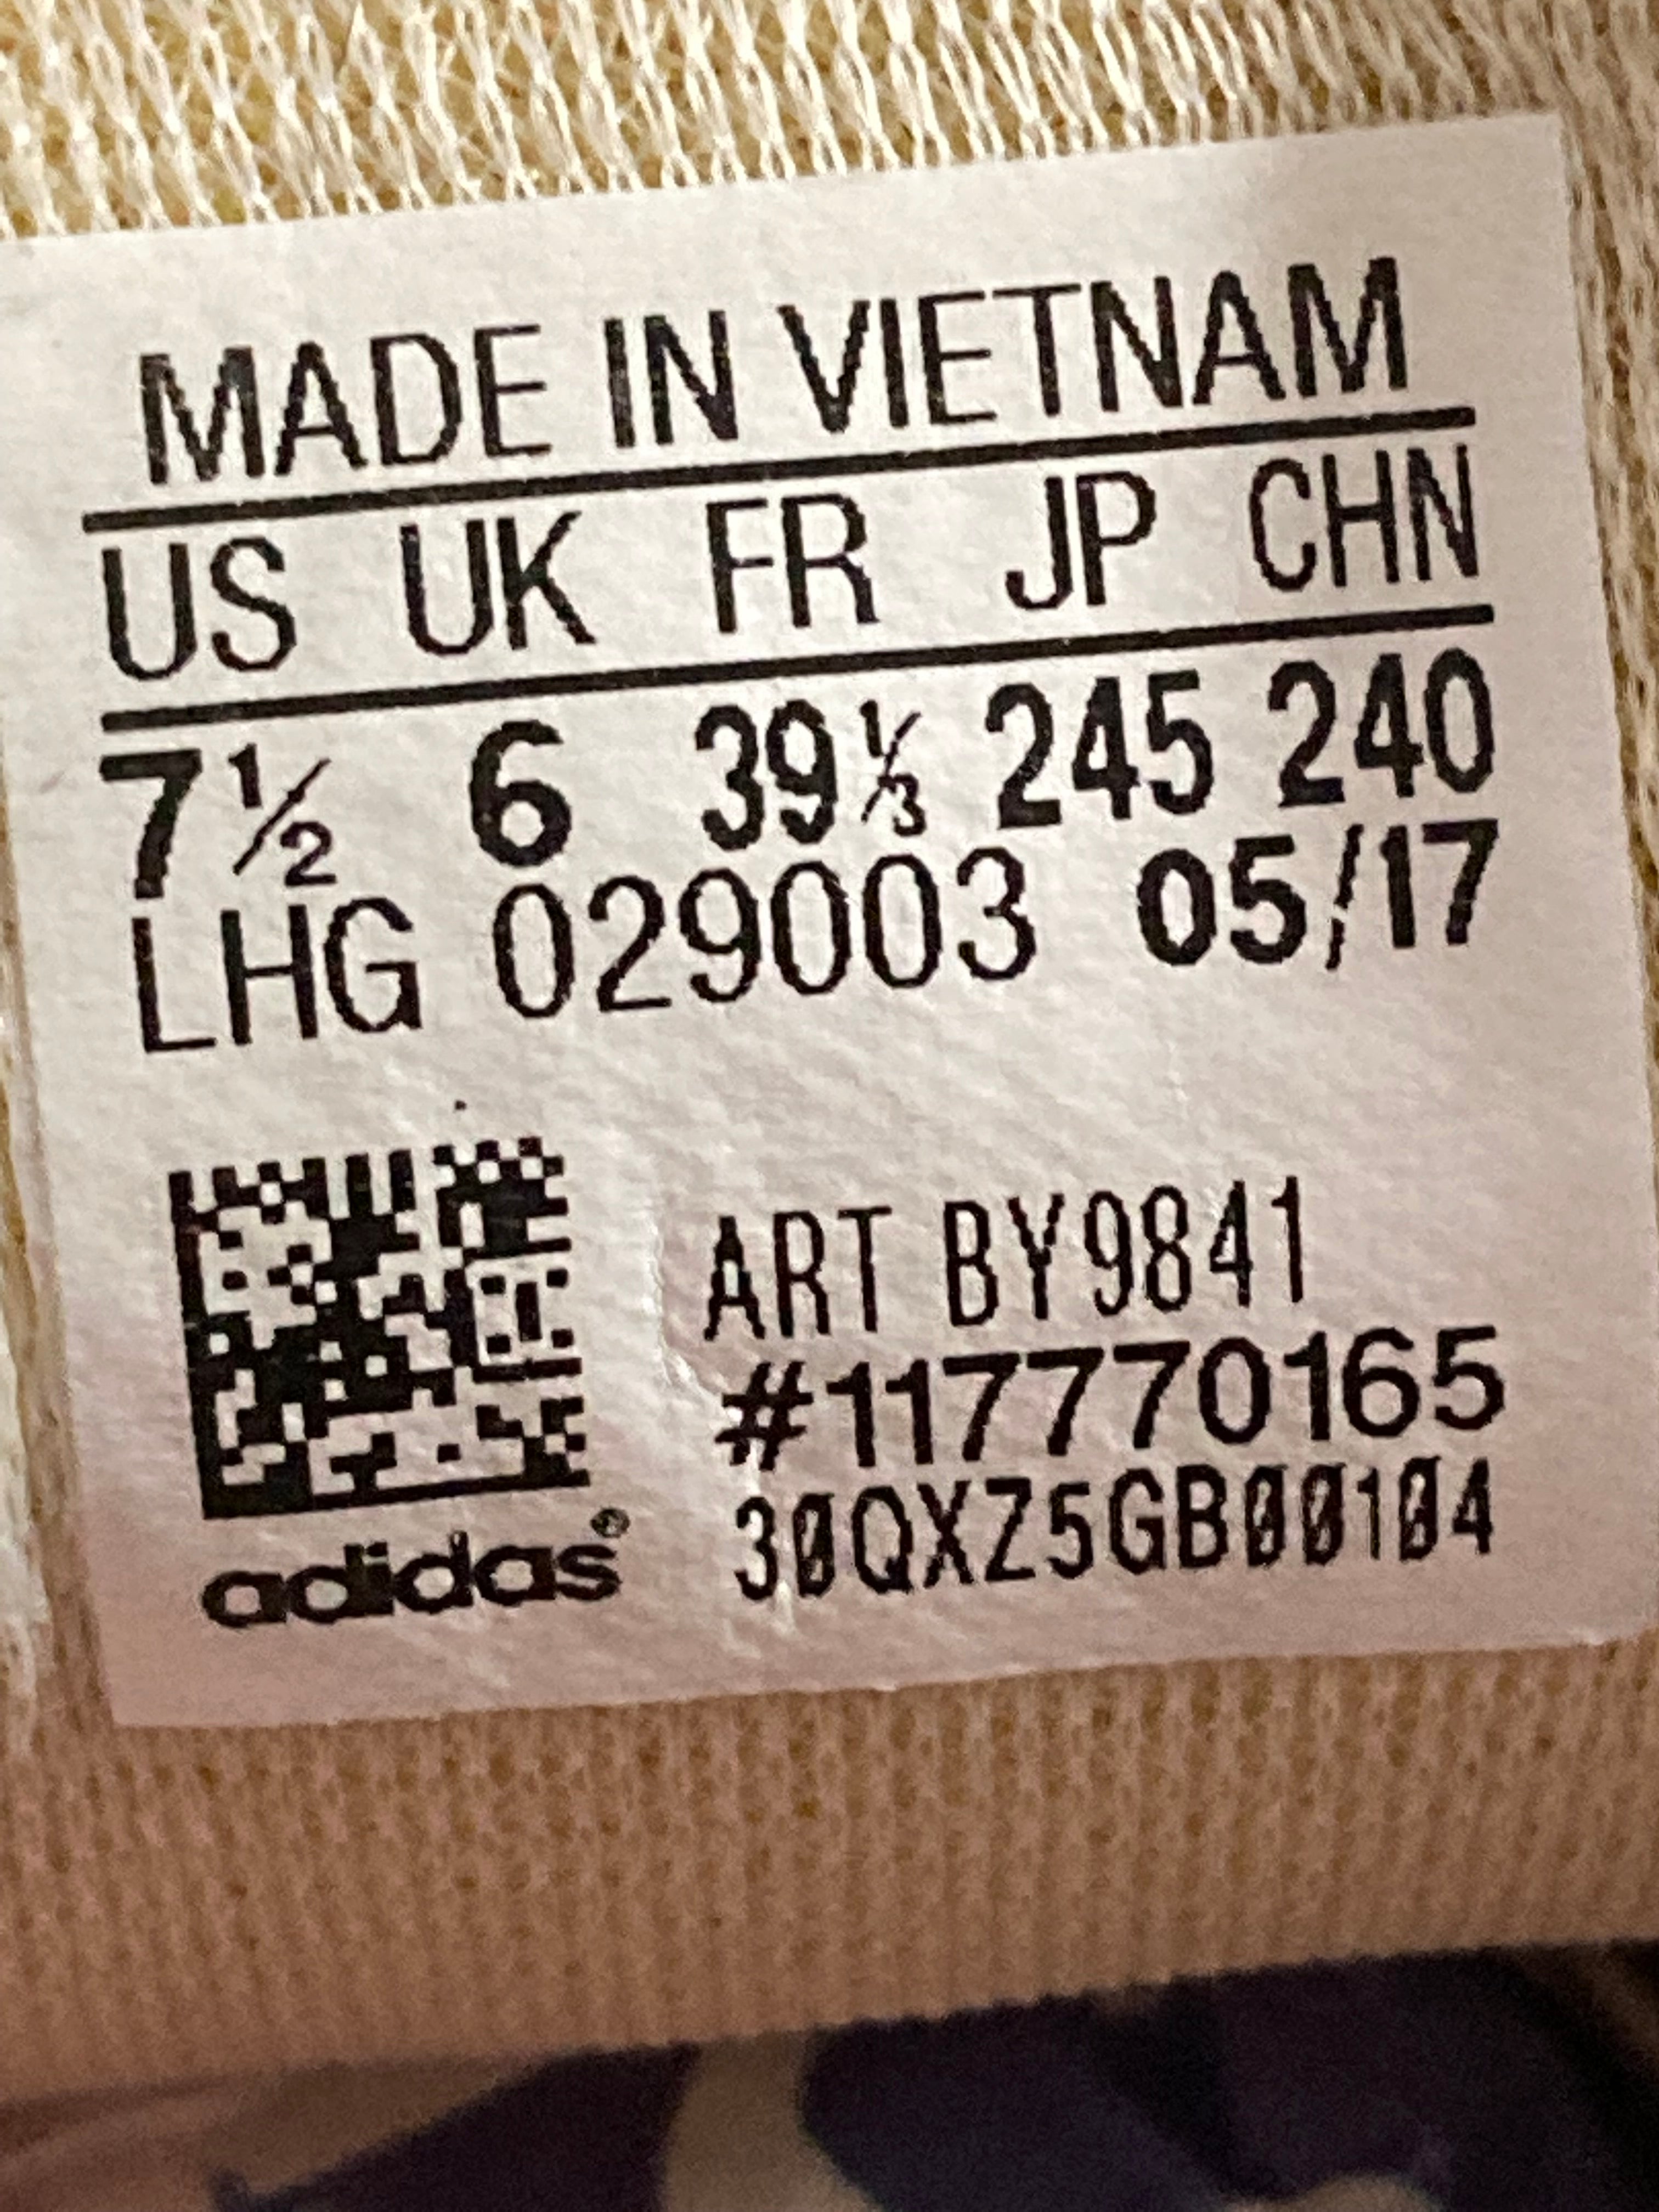 MADE IN VIETNAM
US UK FR JP CHN
7½ 6 39⅓ 245 240
LHG 029003 05/17
ART BY9841
#117770165
30QXZ5GB00104
adidas®